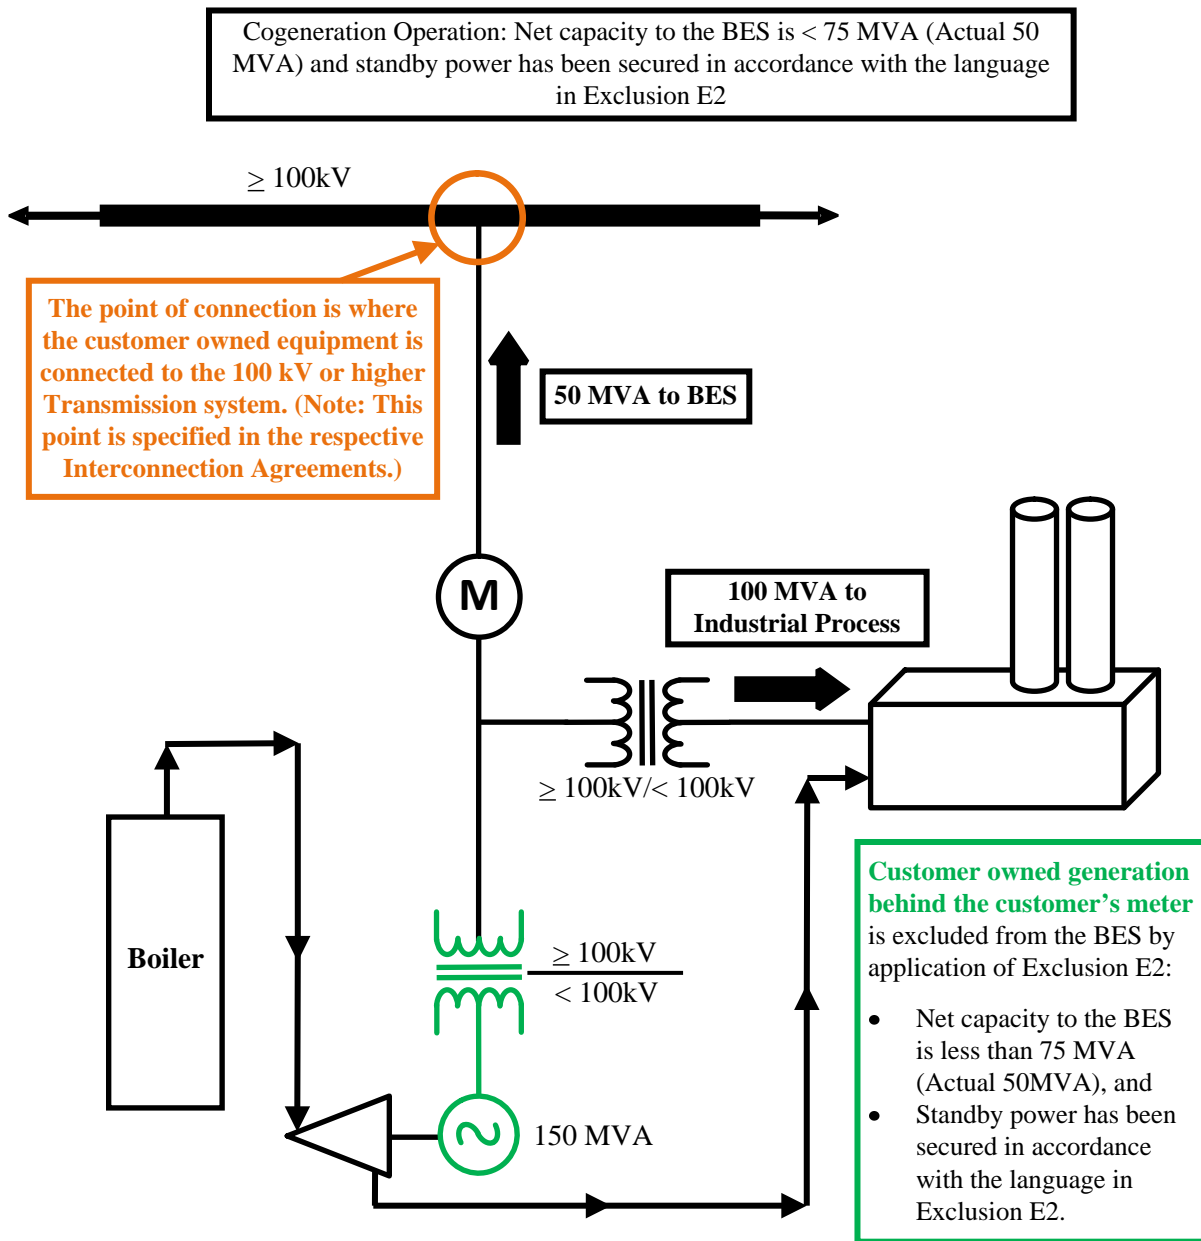 Cogeneration Operation: Net capacity to the BES is < 75 MVA (Actual 50
MVA) and standby power has been secured in accordance with the language
in Exclusion E2
≥ 100kV
The point of connection is where
the customer owned equipment is
connected to the 100 kV or higher
Transmission system. (Note: This
point is specified in the respective
Interconnection Agreements.)
50 MVA to BES
M
100 MVA to
Industrial Process
≥ 100kV/< 100kV
Boiler
≥ 100kV
< 100kV
150 MVA
Customer owned generation
behind the customer’s meter
is excluded from the BES by
application of Exclusion E2:
• Net capacity to the BES
is less than 75 MVA
(Actual 50MVA), and
• Standby power has been
secured in accordance
with the language in
Exclusion E2.